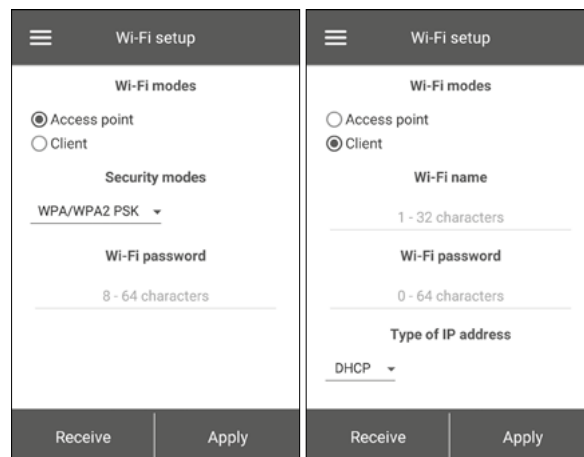 Wi-Fi setup
Wi-Fi modes
Access point
Client
Security modes
WPA/WPA2 PSK
Wi-Fi password
8 - 64 characters
Receive
Apply
Wi-Fi setup
Wi-Fi modes
Access point
Client
Wi-Fi name
1 - 32 characters
Wi-Fi password
0 - 64 characters
Type of IP address
DHCP
Receive
Apply